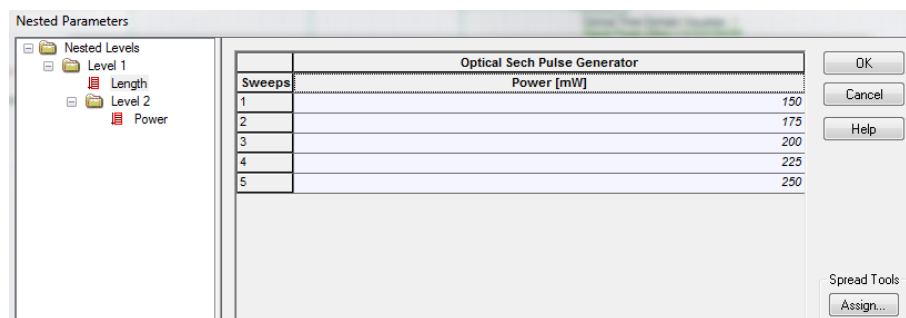 Nested Parameters
Nested Levels
Level 1
Length
Level 2
Power
Optical Sech Pulse Generator
Sweeps Power [mW]
1 150
2 175
3 200
4 225
5 250
OK
Cancel
Help
Spread Tools
Assign...